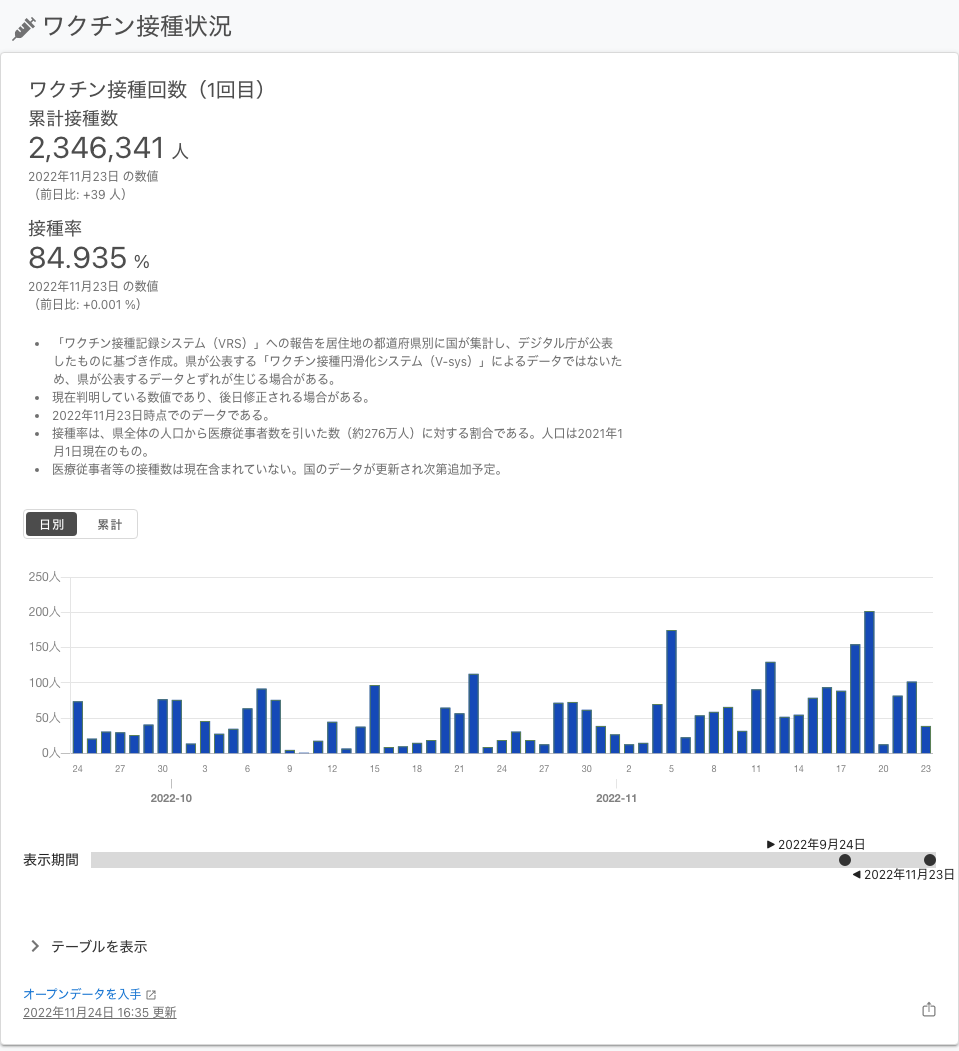 ワクチン接種状況
ワクチン接種回数（1回目）
累計接種数
2,346,341 人
2022年11月23日 の数値
（前日比: +39 人）
接種率
84.935 %
2022年11月23日 の数値
（前日比: +0.001 %）
• 「ワクチン接種記録システム（VRS）」への報告を居住地の都道府県別に国が集計し、デジタル庁が公表
したものに基づき作成。県が公表する「ワクチン接種円滑化システム（V-sys）」によるデータではないた
め、県が公表するデータとずれが生じる場合がある。
• 現在判明している数値であり、後日修正される場合がある。
• 2022年11月23日時点でのデータである。
• 接種率は、県全体の人口から医療従事者数を引いた数（約276万人）に対する割合である。人口は2021年1
月1日現在のもの。
• 医療従事者等の接種数は現在含まれていない。国のデータが更新され次第追加予定。
日別 累計
250人
200人
150人
100人
50人
0人
24 27 30 3 6 9 12 15 18 21 24 27 30 2 5 8 11 14 17 20 23
2022-10 2022-11
▶ 2022年9月24日
表示期間
◀ 2022年11月23日
テーブルを表示
オープンデータを入手
2022年11月24日 16:35 更新